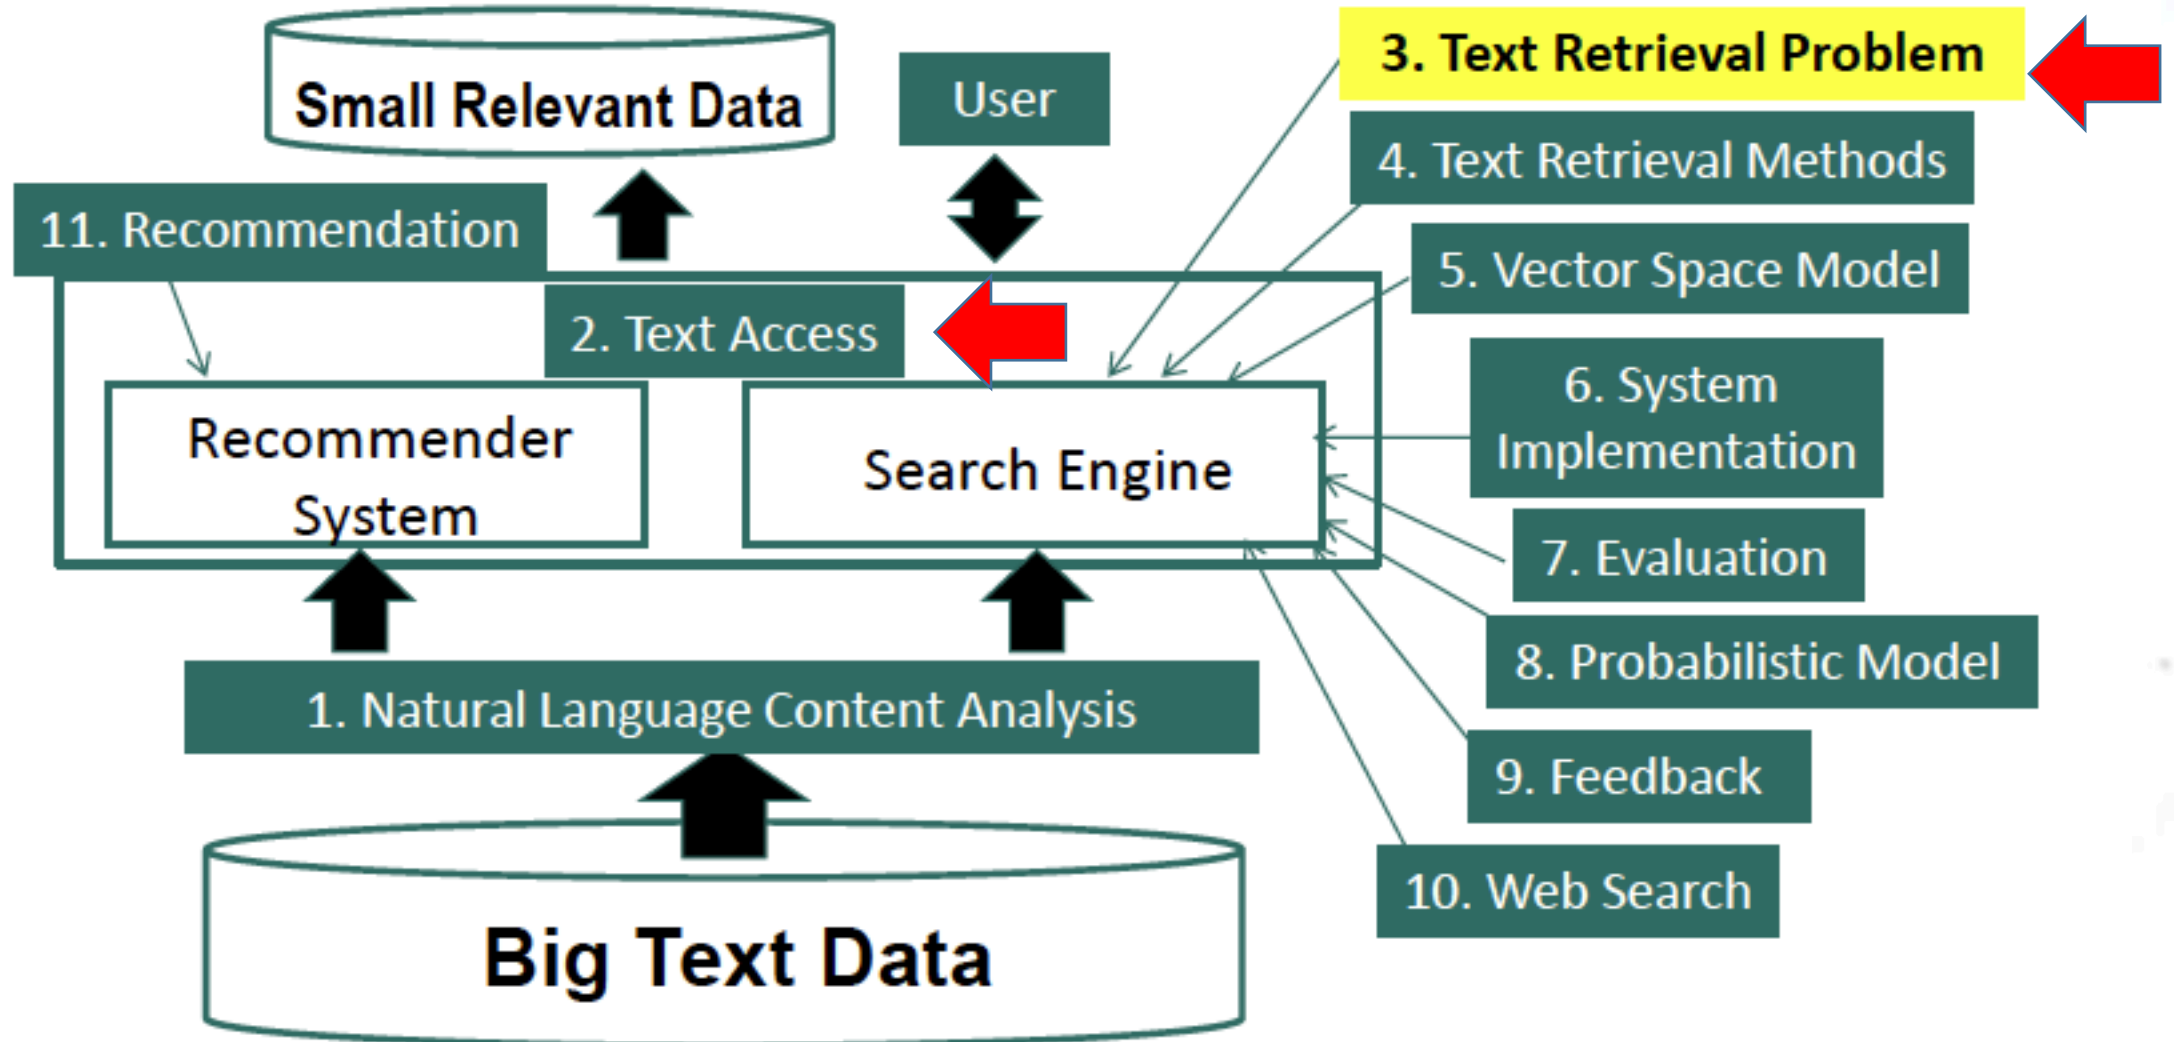 Small Relevant Data
User
3. Text Retrieval Problem
4. Text Retrieval Methods
11. Recommendation
5. Vector Space Model
2. Text Access
6. System
Implementation
Recommender
System
Search Engine
7. Evaluation
8. Probabilistic Model
1. Natural Language Content Analysis
9. Feedback
10. Web Search
Big Text Data